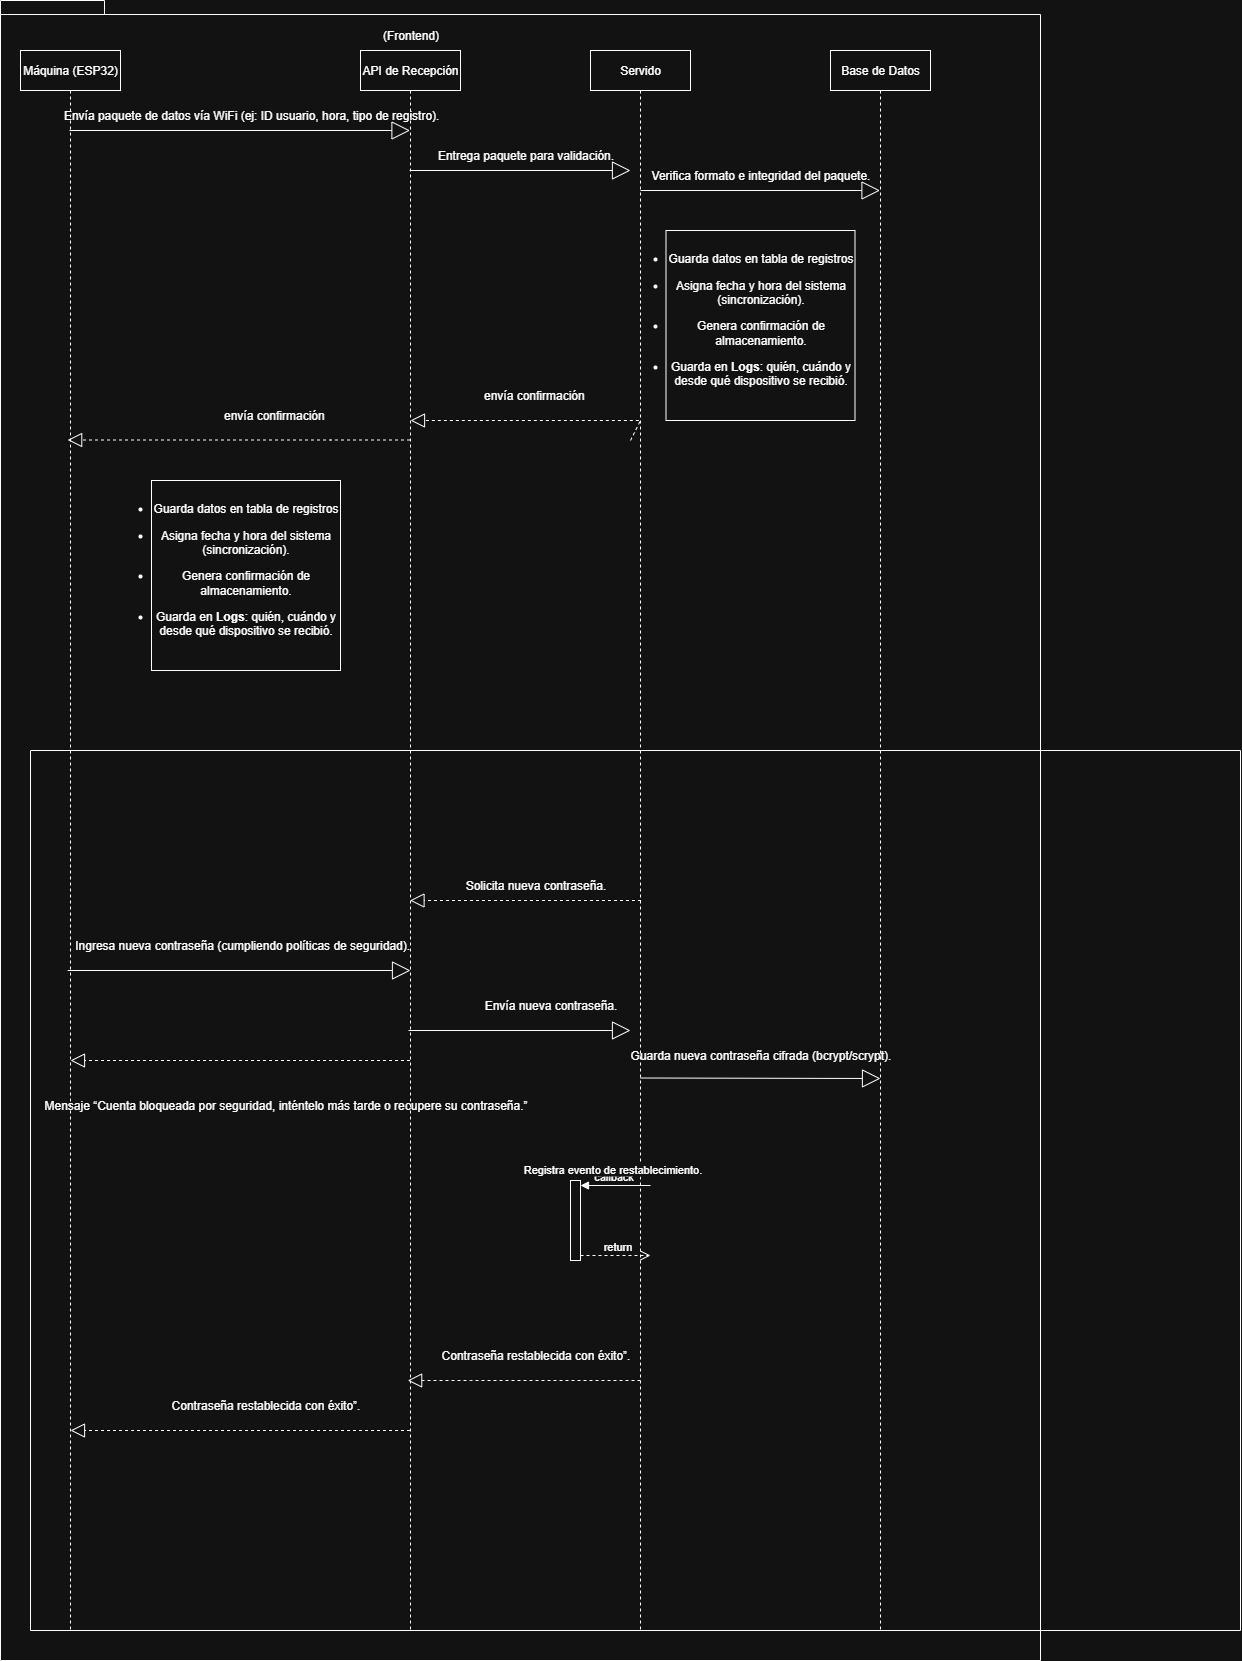 (Frontend)
Máquina (ESP32)
API de Recepción
Servido
Base de Datos
Envía paquete de datos vía WiFi (ej: ID usuario, hora, tipo de registro).
Entrega paquete para validación.
Verifica formato e integridad del paquete.
• Guarda datos en tabla de registros
• Asigna fecha y hora del sistema
(sincronización).
• Genera confirmación de
almacenamiento.
• Guarda en Logs: quién, cuándo y
desde qué dispositivo se recibió.
envía confirmación
envía confirmación
• Guarda datos en tabla de registros
• Asigna fecha y hora del sistema
(sincronización).
• Genera confirmación de
almacenamiento.
• Guarda en Logs: quién, cuándo y
desde qué dispositivo se recibió.
Solicita nueva contraseña.
Ingresa nueva contraseña (cumpliendo políticas de seguridad).
Envía nueva contraseña.
Guarda nueva contraseña cifrada (bcrypt/scrypt).
Mensaje “Cuenta bloqueada por seguridad, inténtelo más tarde o recupere su contraseña.”
Registra evento de restablecimiento.
callback
return
Contraseña restablecida con éxito”.
Contraseña restablecida con éxito”.